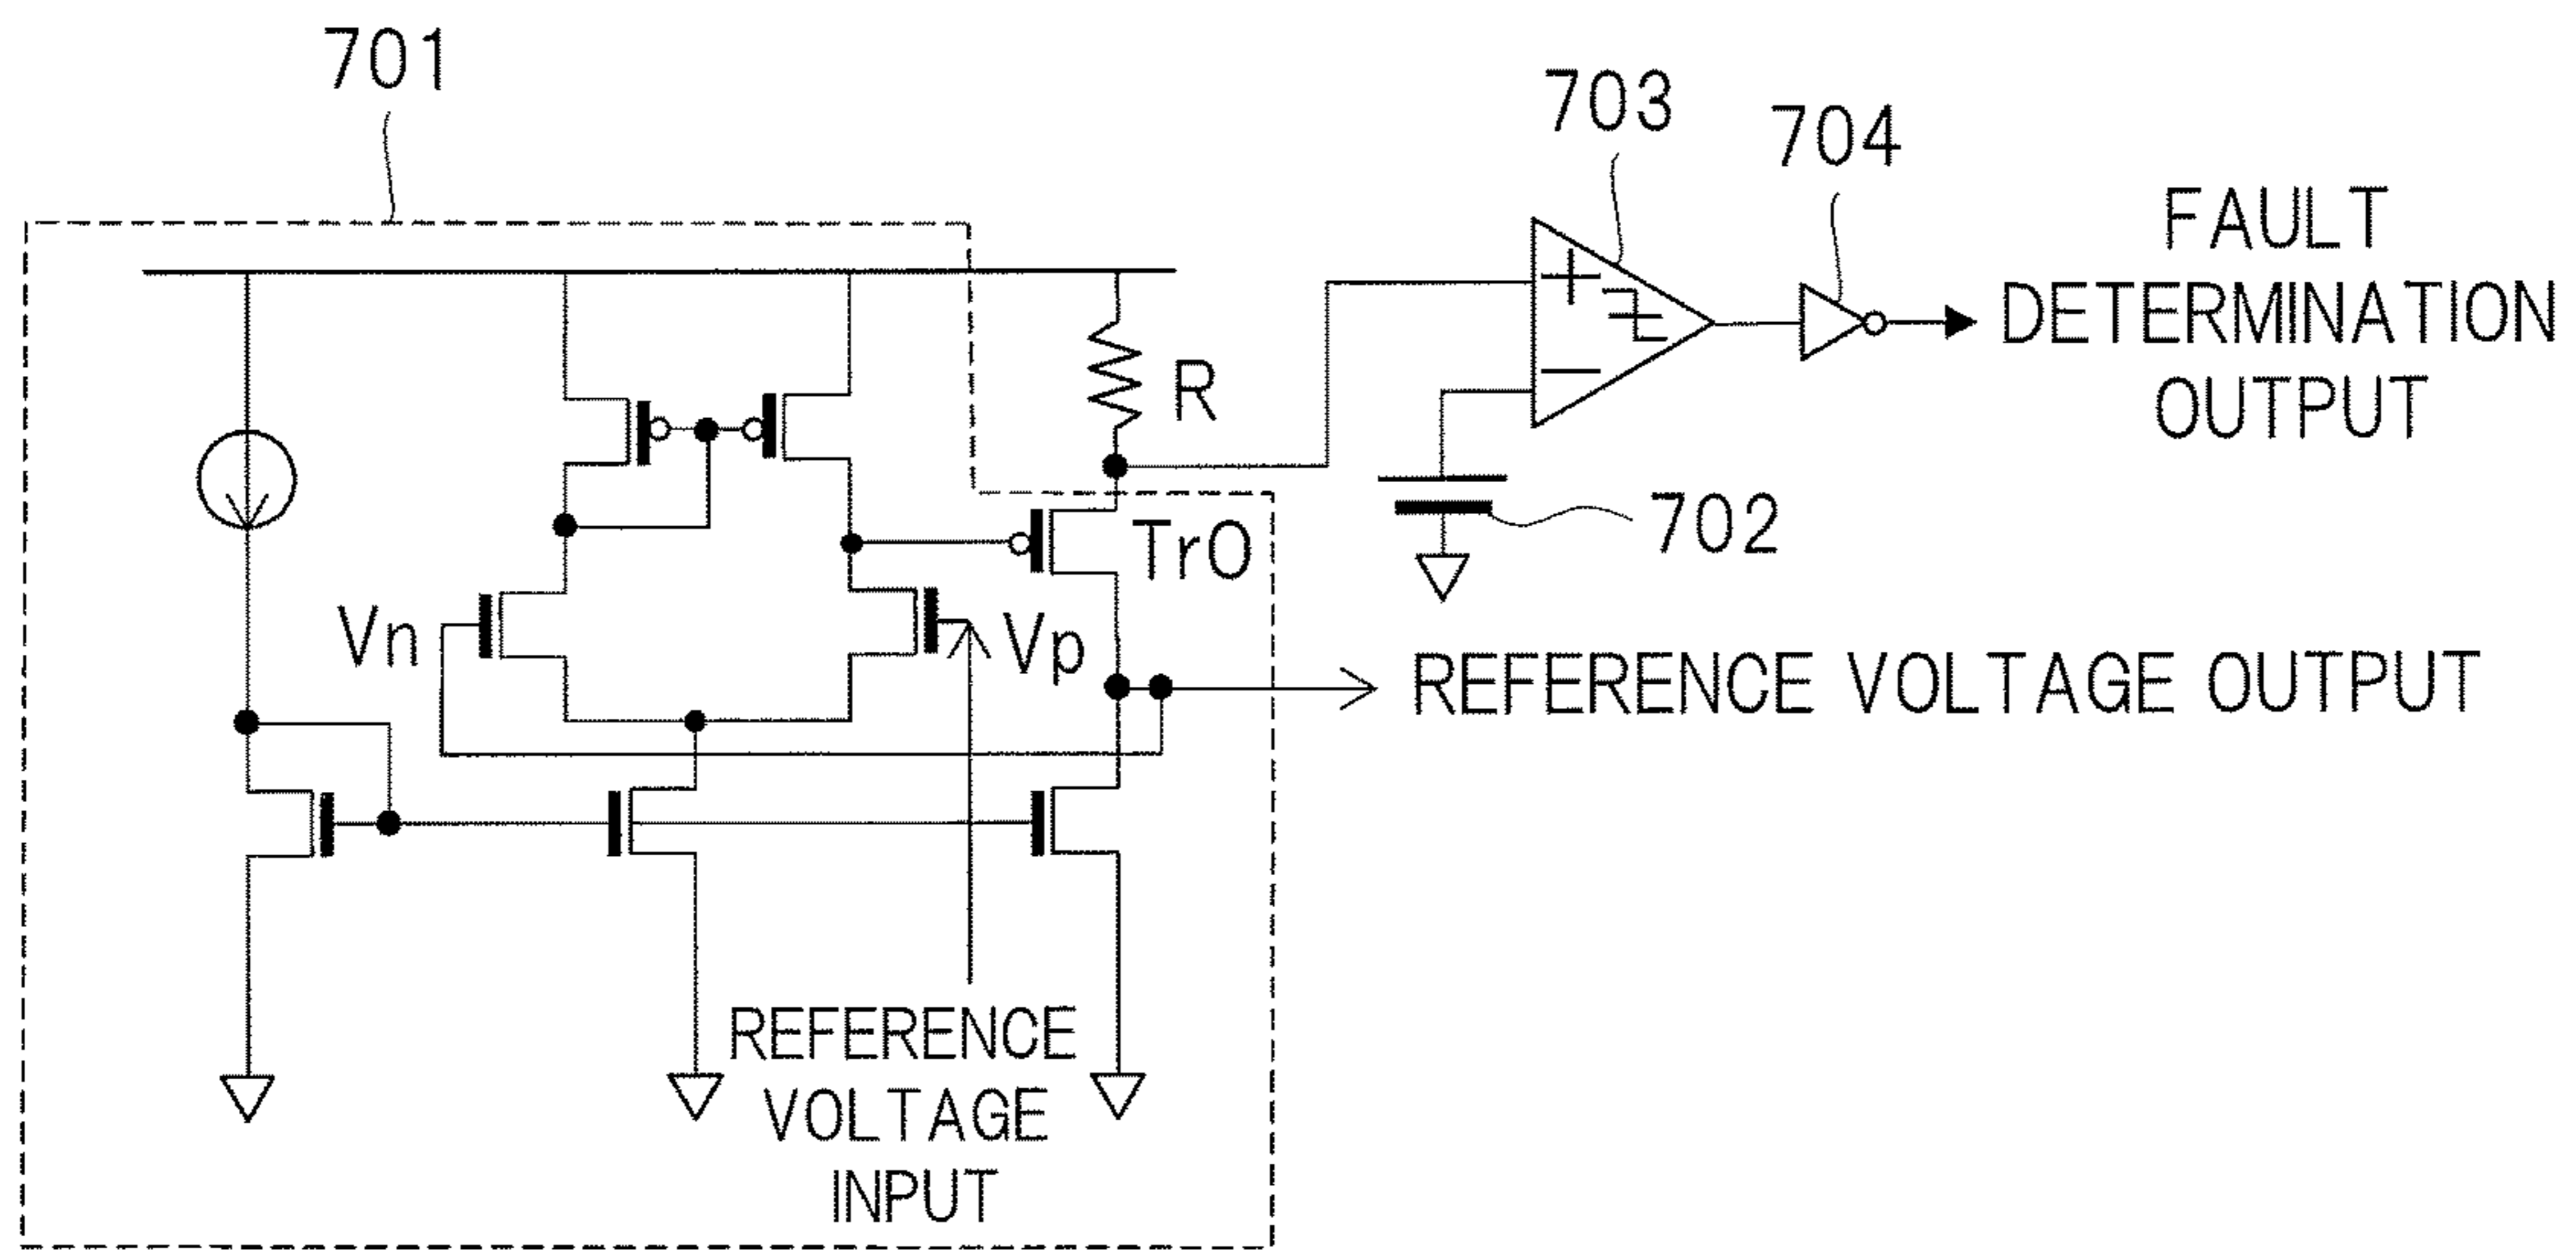 701
703
704
FAULT
DETERMINATION
OUTPUT
R
702
TrO
Vn
Vp
REFERENCE VOLTAGE OUTPUT
REFERENCE
VOLTAGE
INPUT